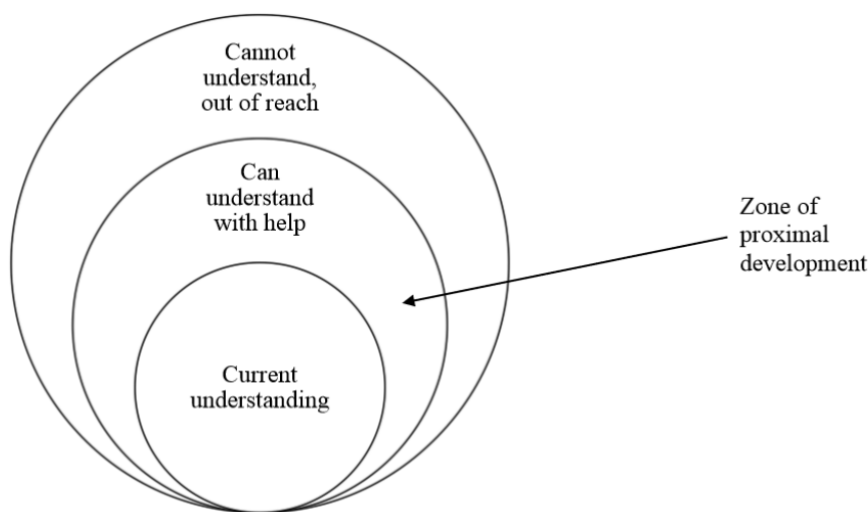 Cannot
understand,
out of reach
Can
understand
with help
Zone of
proximal
development
Current
understanding